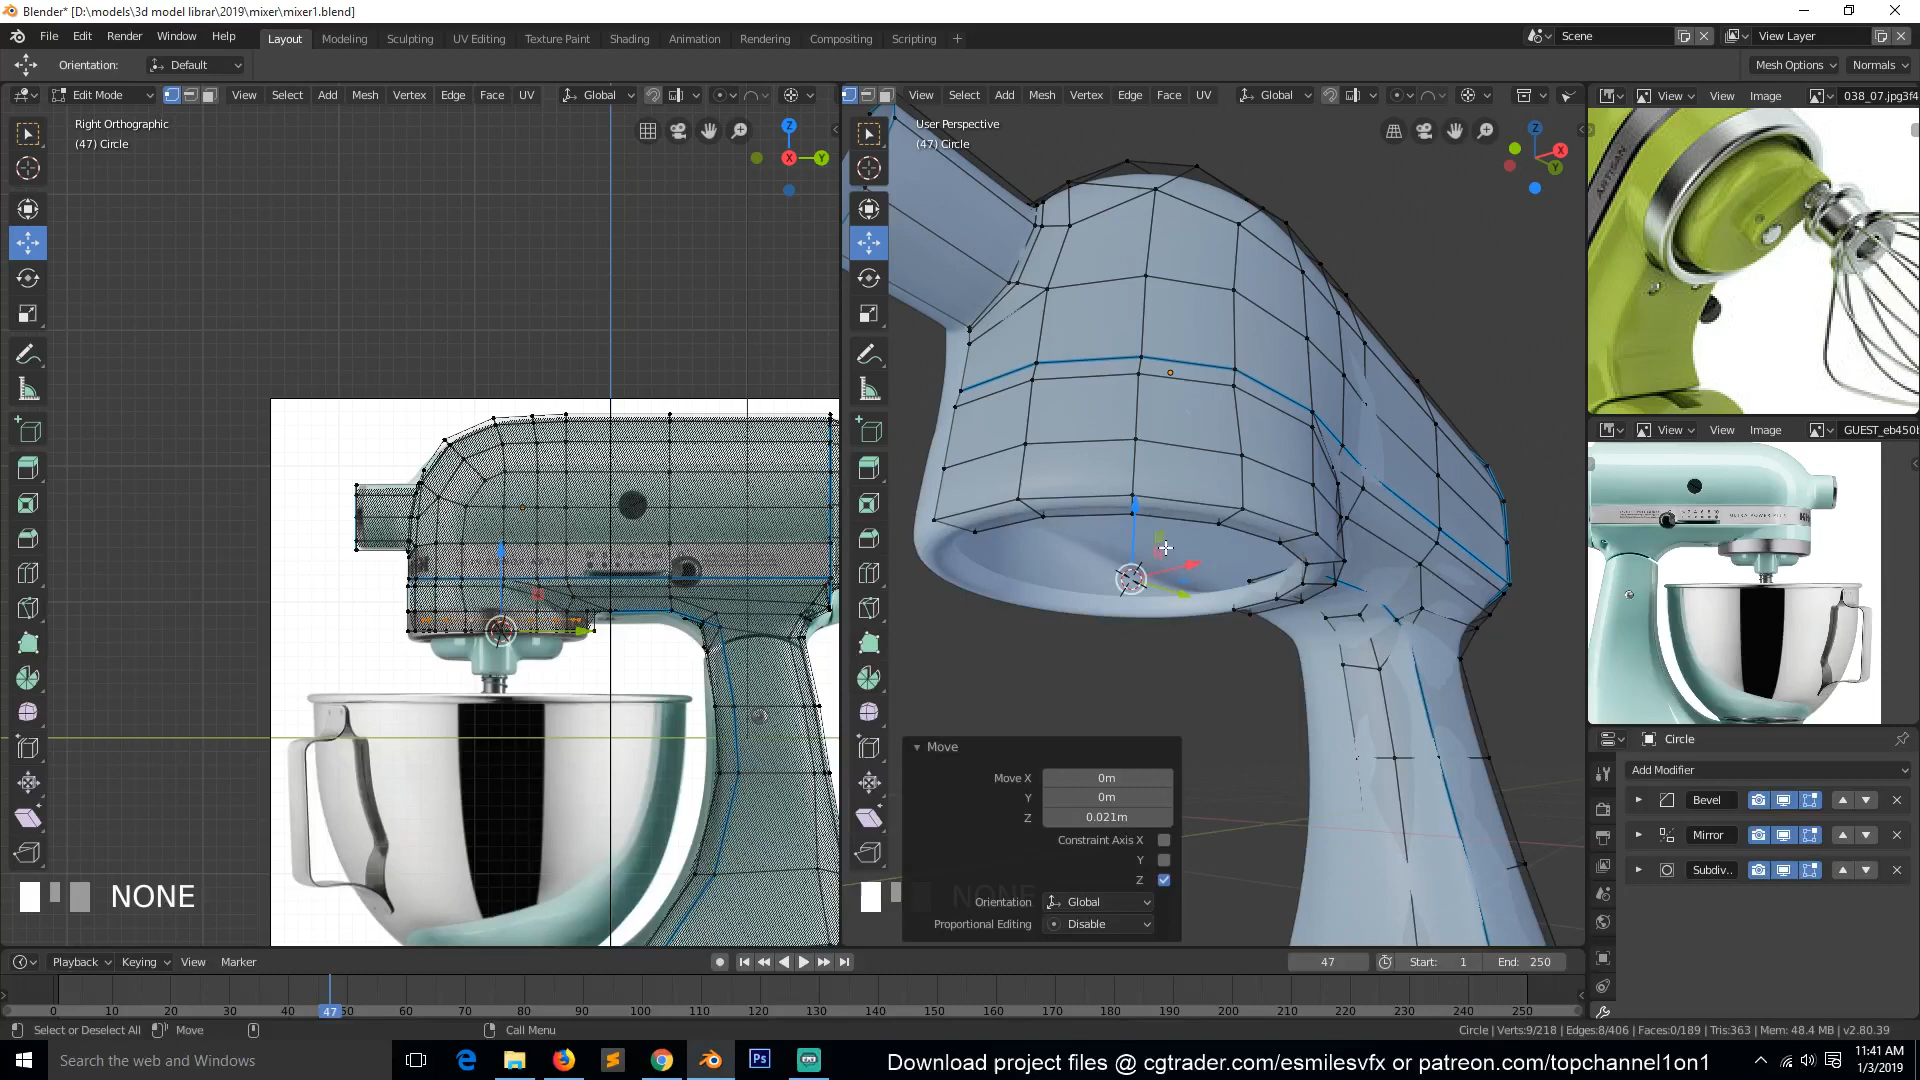 Blender* [D:\models\3d model librar\2019\mixer\mixer1.blend]
File Edit Render Window Help Layout Modeling Sculpting UV Editing Texture Paint Shading Animation Rendering Compositing Scripting Scene View Layer
Orientation: Default Mesh Options Normals
Edit Mode View Select Add Mesh Vertex Edge Face UV Global View Select Add Mesh Vertex Edge Face UV Global View View Image 038_07.jpg3f4
Right Orthographic
(47) Circle
User Perspective
(47) Circle
ARTISAN
View View Image GUEST_eb450b
Circle
Add Modifier
Bevel
Mirror
Subdiv..
Move
Move X 0m
Y 0m
Z 0.021m
Constraint Axis X
Y
Z
Orientation Global
Proportional Editing Disable
NONE
NONE
Playback Keying View Marker 47 Start: 1 End: 250
0 10 20 30 40 47 50 60 70 80 90 100 110 120 130 140 150 160 170 180 190 200 210 220 230 240 250
Select or Deselect All Move Call Menu Circle | Verts:9/218 | Edges:8/406 | Faces:0/189 | Tris:363 | Mem: 48.4 MB | v2.80.39
Search the web and Windows
Ps
Download project files @ cgtrader.com/esmilesvfx or patreon.com/topchannel1on1
11:41 AM
1/3/2019